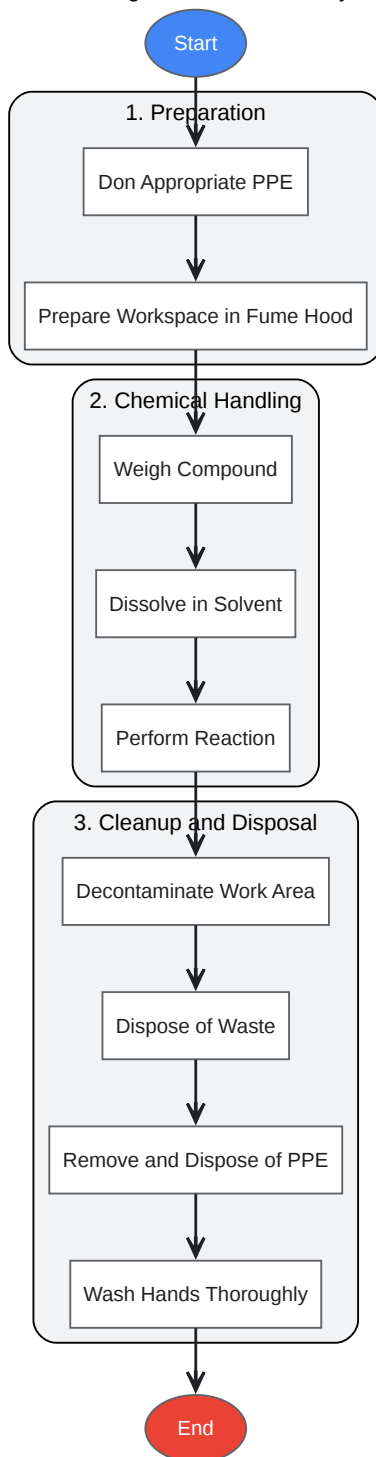 Start
1. Preparation
Don Appropriate PPE
Prepare Workspace in Fume Hood
2. Chemical Handling
Weigh Compound
Dissolve in Solvent
Perform Reaction
3. Cleanup and Disposal
Decontaminate Work Area
Dispose of Waste
Remove and Dispose of PPE
Wash Hands Thoroughly
End